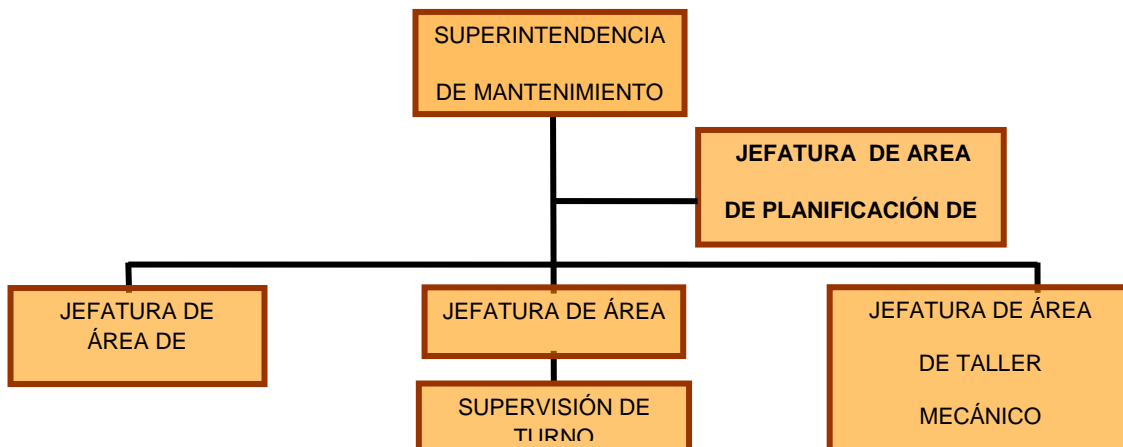 SUPERINTENDENCIA
DE MANTENIMIENTO
JEFATURA DE AREA
DE PLANIFICACIÓN DE
JEFATURA DE
ÁREA DE
JEFATURA DE ÁREA
SUPERVISIÓN DE
TURNO
JEFATURA DE ÁREA
DE TALLER
MECÁNICO